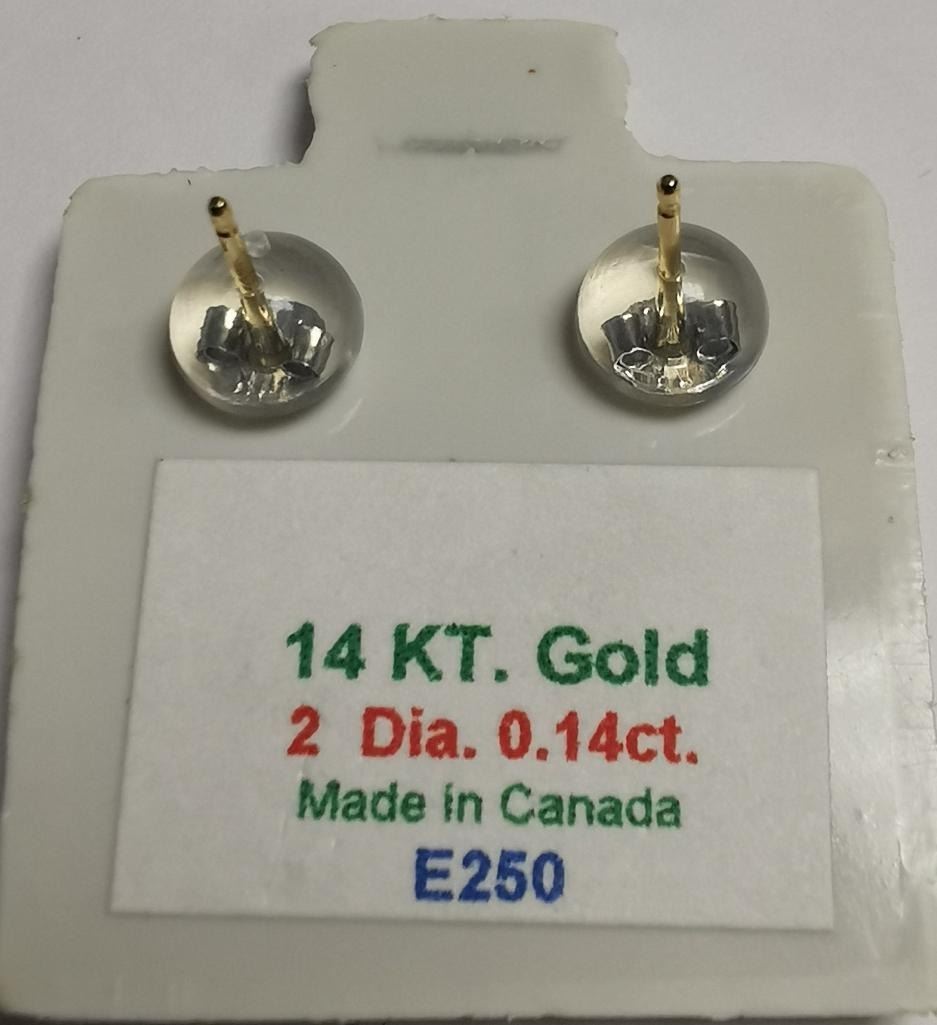 14 KT. Gold
2 Dia. 0.14ct.
Made in Canada
E250